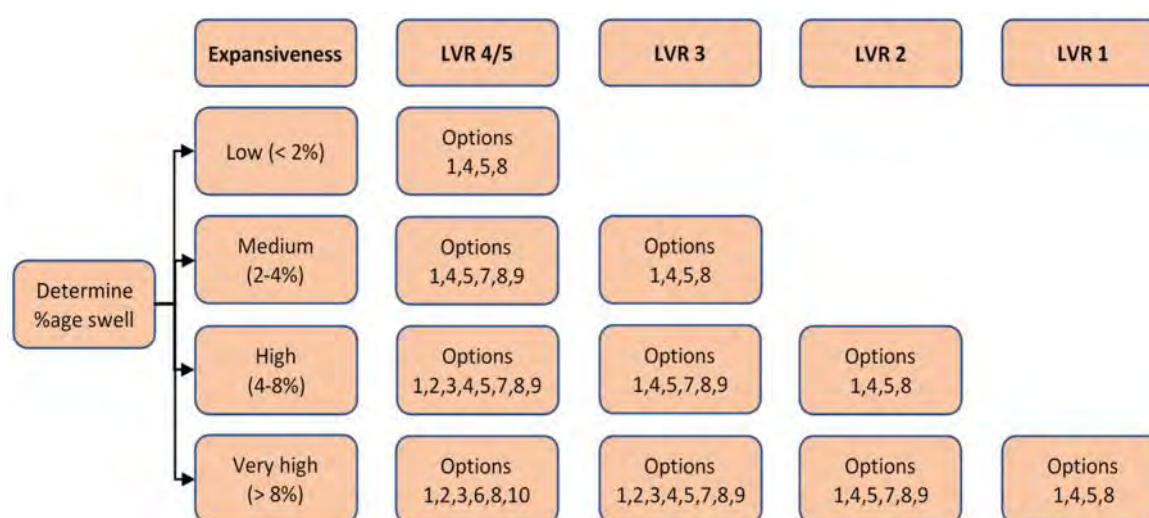 Expansiveness
LVR 4/5
LVR 3
LVR 2
LVR 1
Low (< 2%)
Options
1,4,5,8
Medium
(2-4%)
Options
1,4,5,7,8,9
Options
1,4,5,8
Determine
%age swell
High
(4-8%)
Options
1,2,3,4,5,7,8,9
Options
1,4,5,7,8,9
Options
1,4,5,8
Very high
(> 8%)
Options
1,2,3,6,8,10
Options
1,2,3,4,5,7,8,9
Options
1,4,5,7,8,9
Options
1,4,5,8